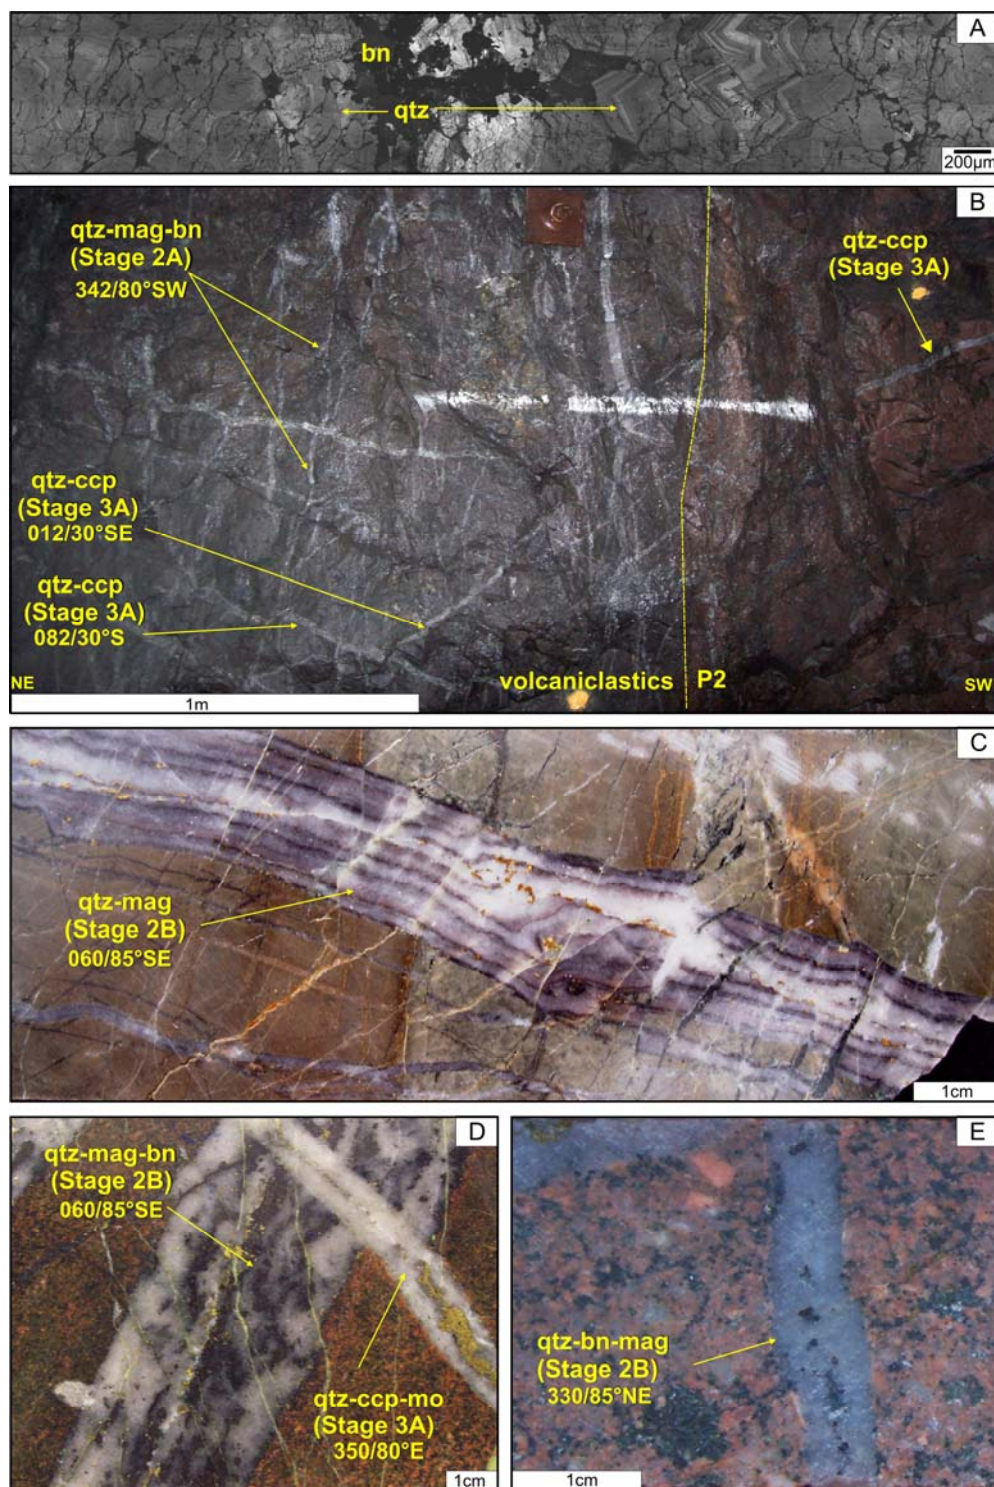 A
bn
qtz
200µm
B
qtz-mag-bn
(Stage 2A)
342/80°SW
qtz-ccp
(Stage 3A)
qtz-ccp
(Stage 3A)
012/30°SE
qtz-ccp
(Stage 3A)
082/30°S
NE
volcaniclastics
P2
SW
1m
C
qtz-mag
(Stage 2B)
060/85°SE
1cm
D
qtz-mag-bn
(Stage 2B)
060/85°SE
qtz-ccp-mo
(Stage 3A)
350/80°E
1cm
E
qtz-bn-mag
(Stage 2B)
330/85°NE
1cm